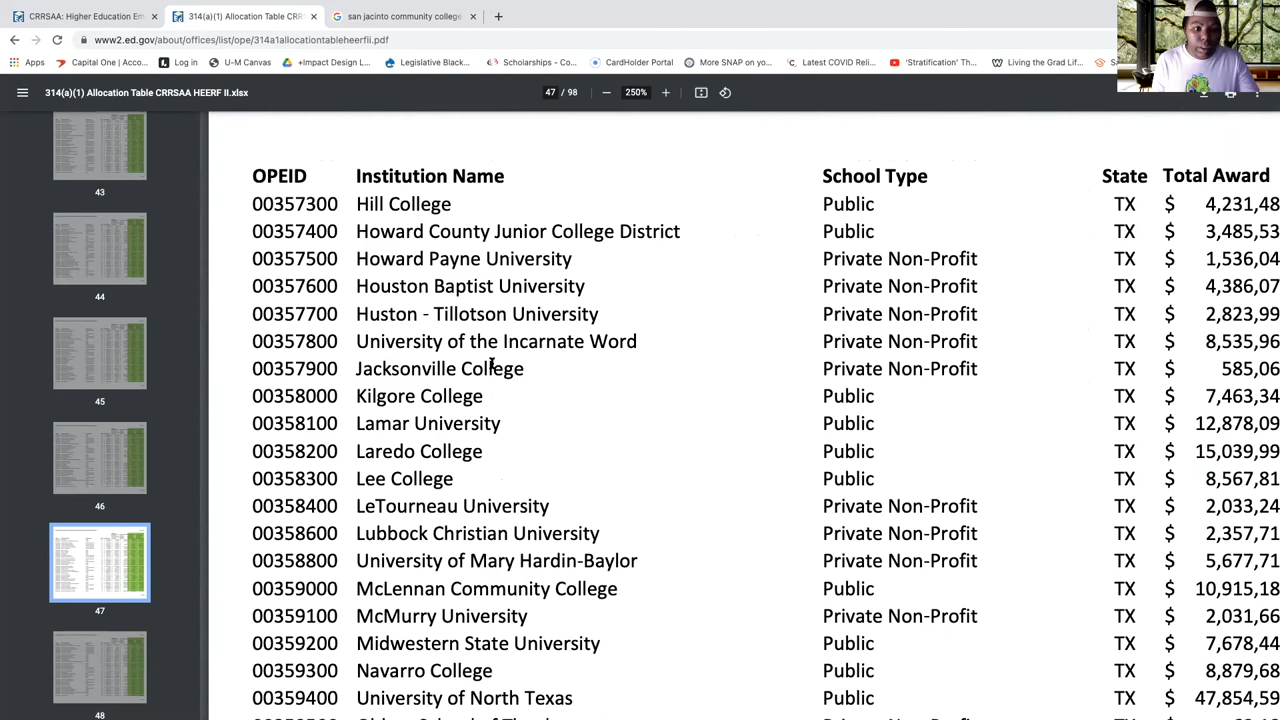 CRRSAA: Higher Education Em
314(a)(1) Allocation Table CRR
san jacinto community college
www2.ed.gov/about/offices/list/ope/314a1allocationtableheerfii.pdf
Apps Capital One | Acco... Log in U-M Canvas +Impact Design L... Legislative Black... Scholarships - Co... CardHolder Portal More SNAP on yo... Latest COVID Reli... 'Stratification' Th... Living the Grad Lif...
314(a)(1) Allocation Table CRRSAA HEERF II.xlsx 47 / 98 250%
43
44
45
46
47
48
OPEID Institution Name School Type State Total Award
00357300 Hill College Public TX $ 4,231,48
00357400 Howard County Junior College District Public TX $ 3,485,53
00357500 Howard Payne University Private Non-Profit TX $ 1,536,04
00357600 Houston Baptist University Private Non-Profit TX $ 4,386,07
00357700 Huston - Tillotson University Private Non-Profit TX $ 2,823,99
00357800 University of the Incarnate Word Private Non-Profit TX $ 8,535,96
00357900 Jacksonville College Private Non-Profit TX $ 585,06
00358000 Kilgore College Public TX $ 7,463,34
00358100 Lamar University Public TX $ 12,878,09
00358200 Laredo College Public TX $ 15,039,99
00358300 Lee College Public TX $ 8,567,81
00358400 LeTourneau University Private Non-Profit TX $ 2,033,24
00358600 Lubbock Christian University Private Non-Profit TX $ 2,357,71
00358800 University of Mary Hardin-Baylor Private Non-Profit TX $ 5,677,71
00359000 McLennan Community College Public TX $ 10,915,18
00359100 McMurry University Private Non-Profit TX $ 2,031,66
00359200 Midwestern State University Public TX $ 7,678,44
00359300 Navarro College Public TX $ 8,879,68
00359400 University of North Texas Public TX $ 47,854,59